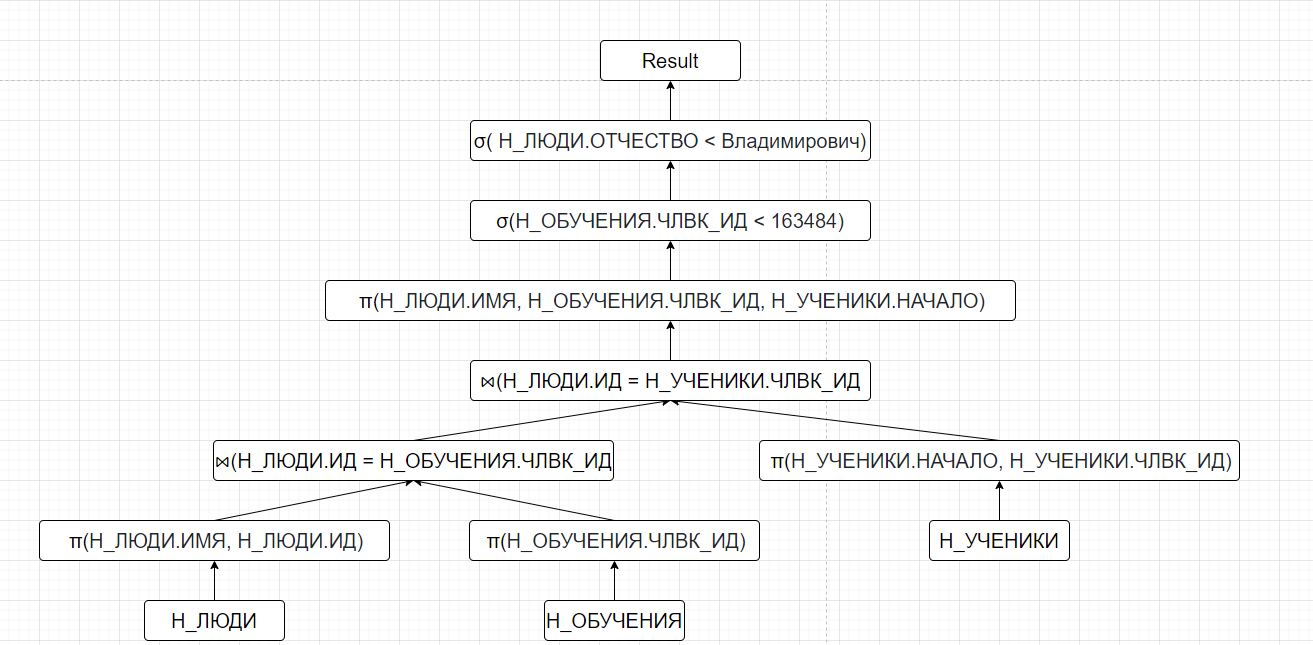 Result
σ( Н_ЛЮДИ.ОТЧЕСТВО < Владимирович)
σ(Н_ОБУЧЕНИЯ.ЧЛВК_ИД < 163484)
π(Н_ЛЮДИ.ИМЯ, Н_ОБУЧЕНИЯ.ЧЛВК_ИД, Н_УЧЕНИКИ.НАЧАЛО)
⋈(Н_ЛЮДИ.ИД = Н_УЧЕНИКИ.ЧЛВК_ИД
⋈(Н_ЛЮДИ.ИД = Н_ОБУЧЕНИЯ.ЧЛВК_ИД
π(Н_УЧЕНИКИ.НАЧАЛО, Н_УЧЕНИКИ.ЧЛВК_ИД)
π(Н_ЛЮДИ.ИМЯ, Н_ЛЮДИ.ИД)
π(Н_ОБУЧЕНИЯ.ЧЛВК_ИД)
Н_УЧЕНИКИ
Н_ЛЮДИ
Н_ОБУЧЕНИЯ